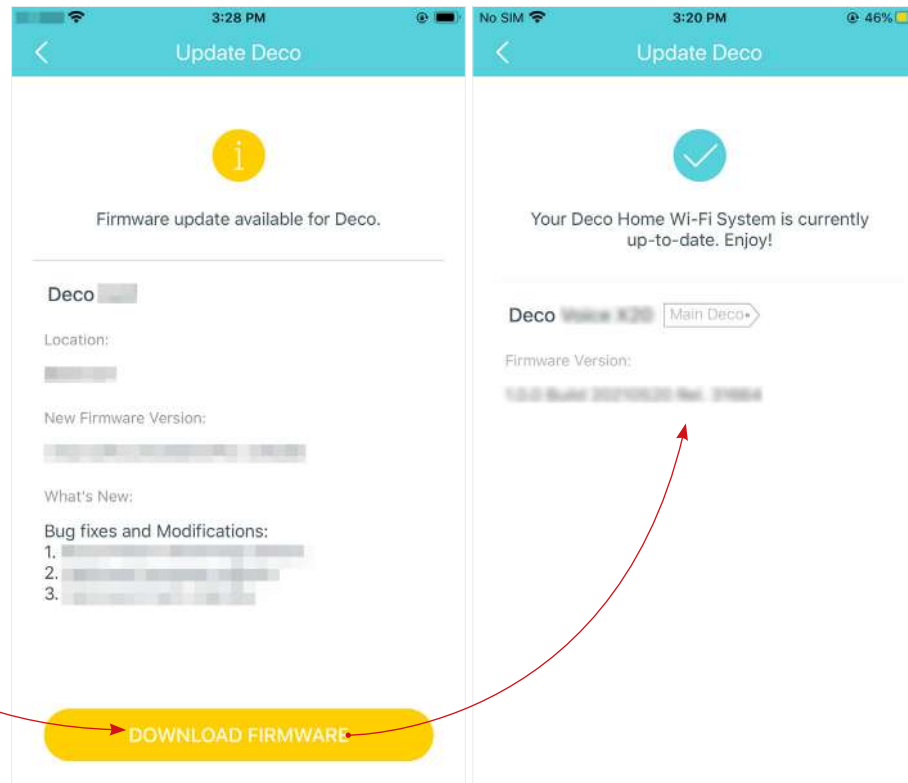 3:28 PM
Update Deco
Firmware update available for Deco.
Deco
Location:
New Firmware Version:
What's New:
Bug fixes and Modifications:
1.
2.
3.
DOWNLOAD FIRMWARE
No SIM 3:20 PM 46%
Update Deco
Your Deco Home Wi-Fi System is currently
up-to-date. Enjoy!
Deco Main Deco
Firmware Version: